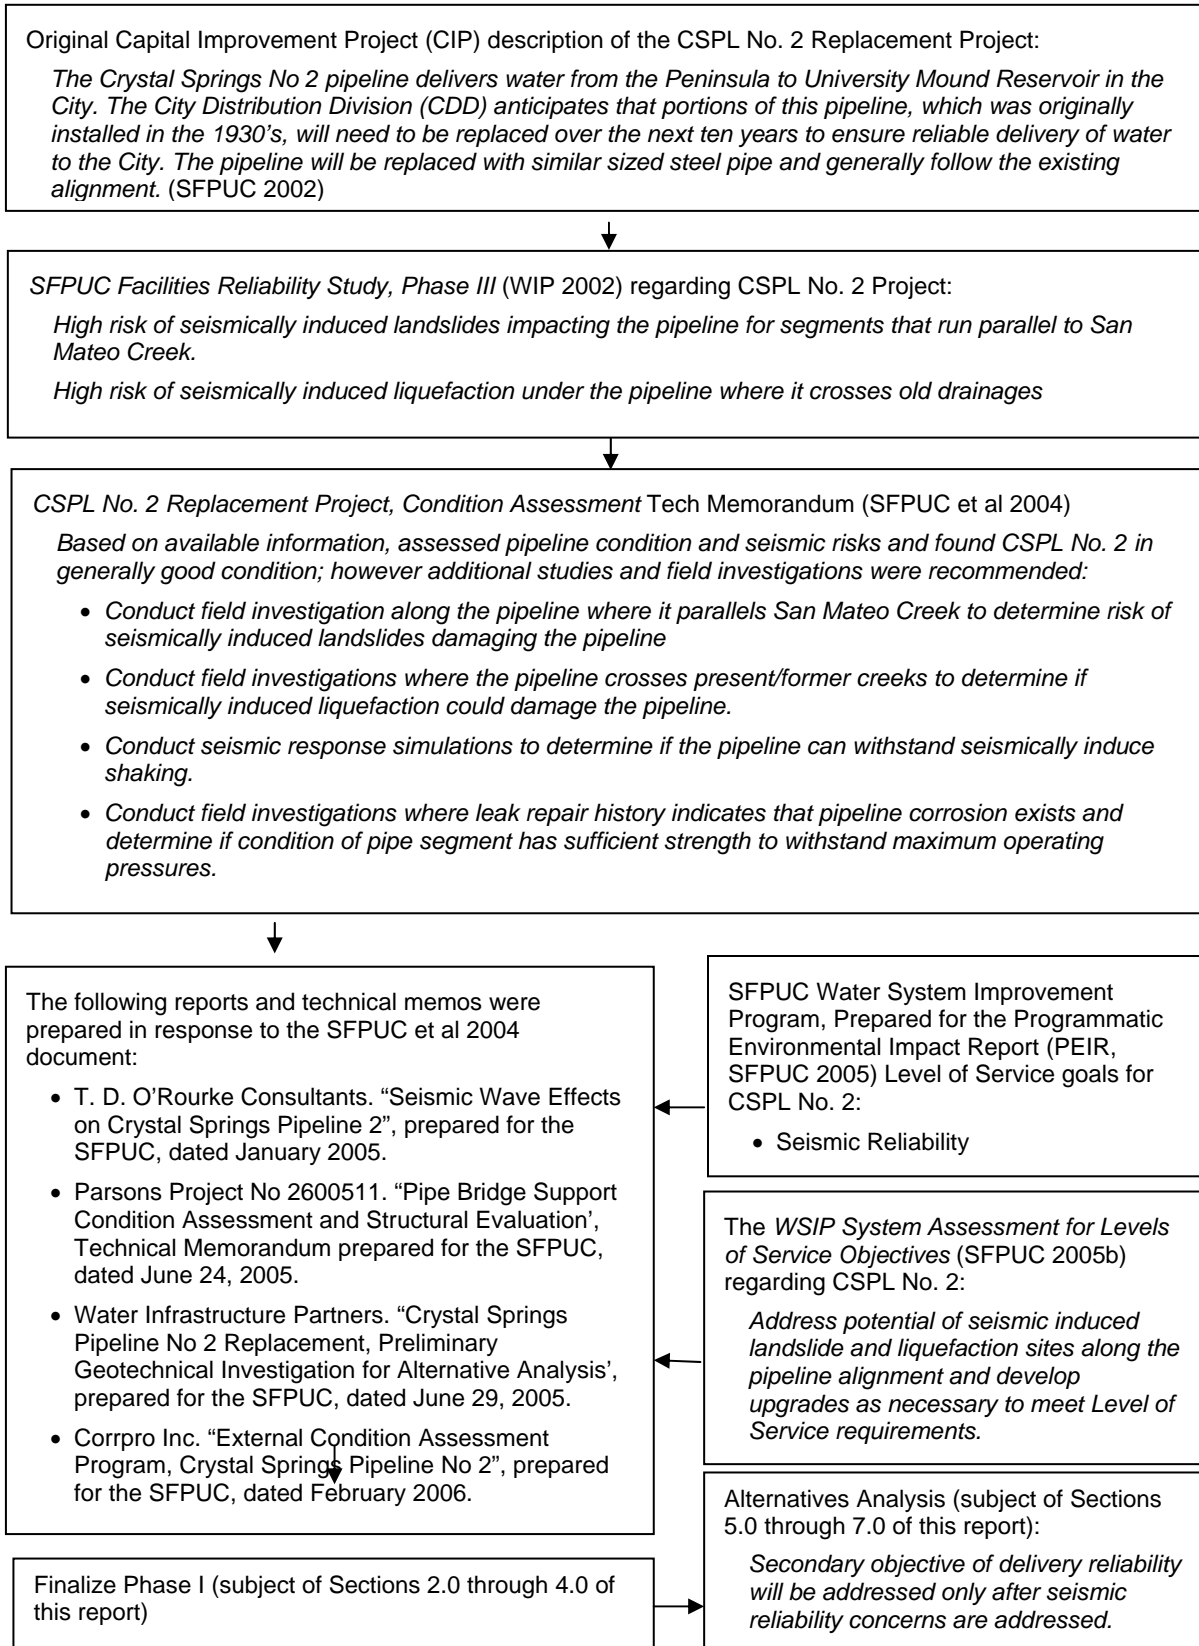 Original Capital Improvement Project (CIP) description of the CSPL No. 2 Replacement Project:
The Crystal Springs No 2 pipeline delivers water from the Peninsula to University Mound Reservoir in the
City. The City Distribution Division (CDD) anticipates that portions of this pipeline, which was originally
installed in the 1930's, will need to be replaced over the next ten years to ensure reliable delivery of water
to the City. The pipeline will be replaced with similar sized steel pipe and generally follow the existing
alignment. (SFPUC 2002)
SFPUC Facilities Reliability Study, Phase III (WIP 2002) regarding CSPL No. 2 Project:
High risk of seismically induced landslides impacting the pipeline for segments that run parallel to San
Mateo Creek.
High risk of seismically induced liquefaction under the pipeline where it crosses old drainages
CSPL No. 2 Replacement Project, Condition Assessment Tech Memorandum (SFPUC et al 2004)
Based on available information, assessed pipeline condition and seismic risks and found CSPL No. 2 in
generally good condition; however additional studies and field investigations were recommended:
• Conduct field investigation along the pipeline where it parallels San Mateo Creek to determine risk of
seismically induced landslides damaging the pipeline
• Conduct field investigations where the pipeline crosses present/former creeks to determine if
seismically induced liquefaction could damage the pipeline.
• Conduct seismic response simulations to determine if the pipeline can withstand seismically induce
shaking.
• Conduct field investigations where leak repair history indicates that pipeline corrosion exists and
determine if condition of pipe segment has sufficient strength to withstand maximum operating
pressures.
The following reports and technical memos were
prepared in response to the SFPUC et al 2004
document:
• T. D. O'Rourke Consultants. “Seismic Wave Effects
on Crystal Springs Pipeline 2”, prepared for the
SFPUC, dated January 2005.
• Parsons Project No 2600511. “Pipe Bridge Support
Condition Assessment and Structural Evaluation’,
Technical Memorandum prepared for the SFPUC,
dated June 24, 2005.
• Water Infrastructure Partners. “Crystal Springs
Pipeline No 2 Replacement, Preliminary
Geotechnical Investigation for Alternative Analysis’,
prepared for the SFPUC, dated June 29, 2005.
• Corrpro Inc. “External Condition Assessment
Program, Crystal Springs Pipeline No 2”, prepared
for the SFPUC, dated February 2006.
SFPUC Water System Improvement
Program, Prepared for the Programmatic
Environmental Impact Report (PEIR,
SFPUC 2005) Level of Service goals for
CSPL No. 2:
• Seismic Reliability
The WSIP System Assessment for Levels
of Service Objectives (SFPUC 2005b)
regarding CSPL No. 2:
Address potential of seismic induced
landslide and liquefaction sites along the
pipeline alignment and develop
upgrades as necessary to meet Level of
Service requirements.
Finalize Phase I (subject of Sections 2.0 through 4.0 of
this report)
Alternatives Analysis (subject of Sections
5.0 through 7.0 of this report):
Secondary objective of delivery reliability
will be addressed only after seismic
reliability concerns are addressed.